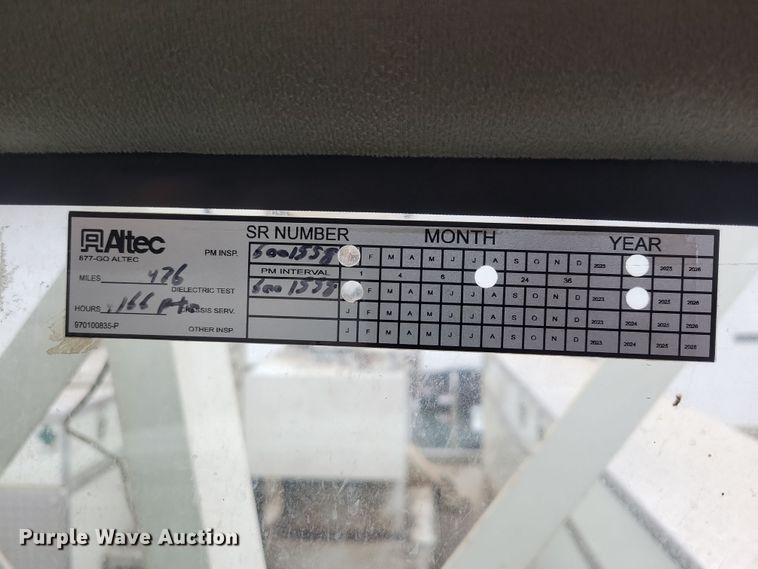 SR NUMBER MONTH YEAR
Altec
877-GO ALTEC
PM INSP. 6001558 F M A M J J A S O N D 2023 2025 2026
PM INTERVAL 1 4 6 24 36
MILES 476
DIELECTRIC TEST 6001558 F M A M J J A S O N D 2023 2025 2026
HOURS 166 pto CHASSIS SERV. J F M A M J J A S O N D 2023 2024 2025 2026
970100835-P
OTHER INSP. J F M A M J J A S O N D 2023 2024 2025 2026
Purple Wave Auction